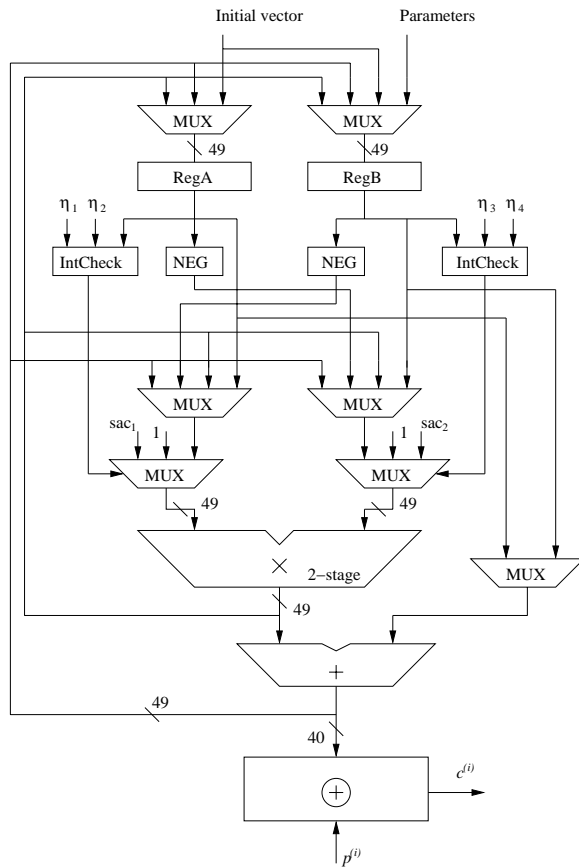 Initial vector Parameters
MUX MUX
49 49
RegA RegB
η1 η2 η3 η4
IntCheck NEG NEG IntCheck
MUX MUX
sac1 1 1 sac2
MUX MUX
49 49
× 2−stage MUX
49
+
49
40
+ c(i)
p(i)